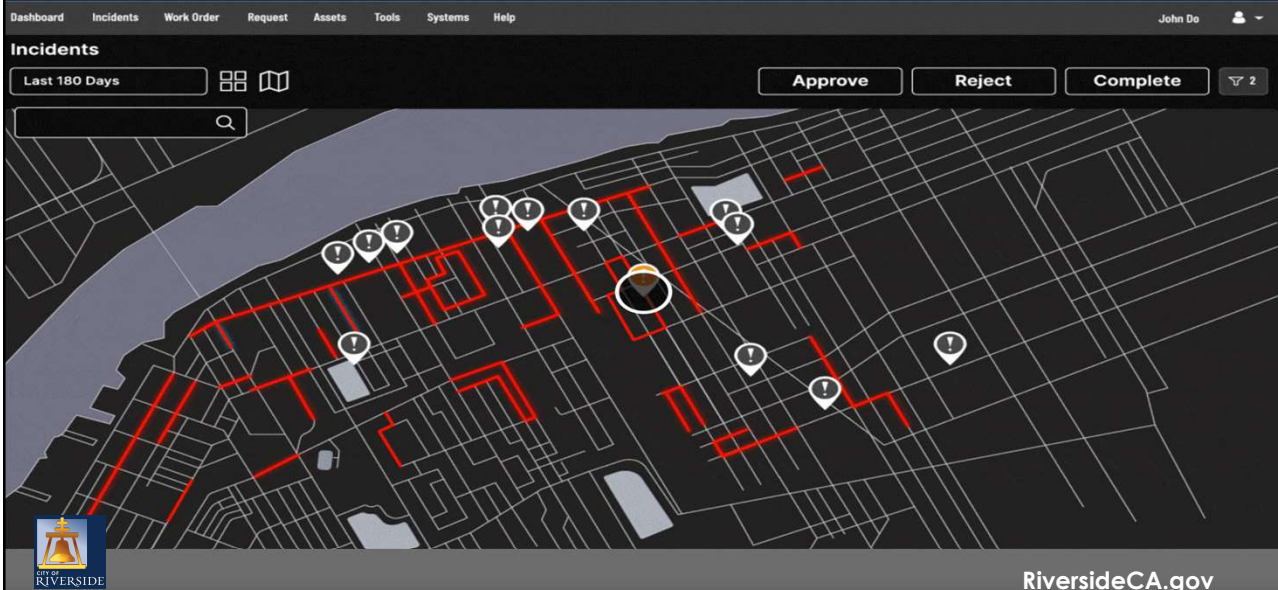 Dashboard Incidents Work Order Request Assets Tools Systems Help John Do
Incidents
Last 180 Days Approve Reject Complete 2
CITY OF
RIVERSIDE
RiversideCA.gov